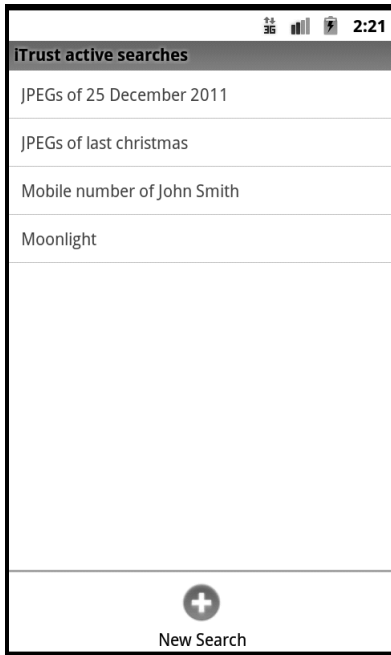 3G 2:21
iTrust active searches
JPEGs of 25 December 2011
JPEGs of last christmas
Mobile number of John Smith
Moonlight
New Search